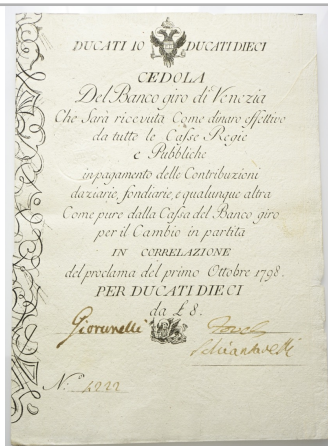 DUCATI 10 DUCATI DIECI
CEDOLA
Del Banco giro di Venezia
Che Sarà ricevuta Come dinaro effettivo
da tutte le Casse Regie
e Pubbliche
in pagamento delle Contribuzioni
daziarie, fondiarie, e qualunque altra
Come pure dalla Cassa del Banco giro
per il Cambio in partita
IN CORRELAZIONE
del proclama del primo Ottobre 1798.
PER DUCATI DIECI
da £ 8.
Giovanelli
N.o 4222